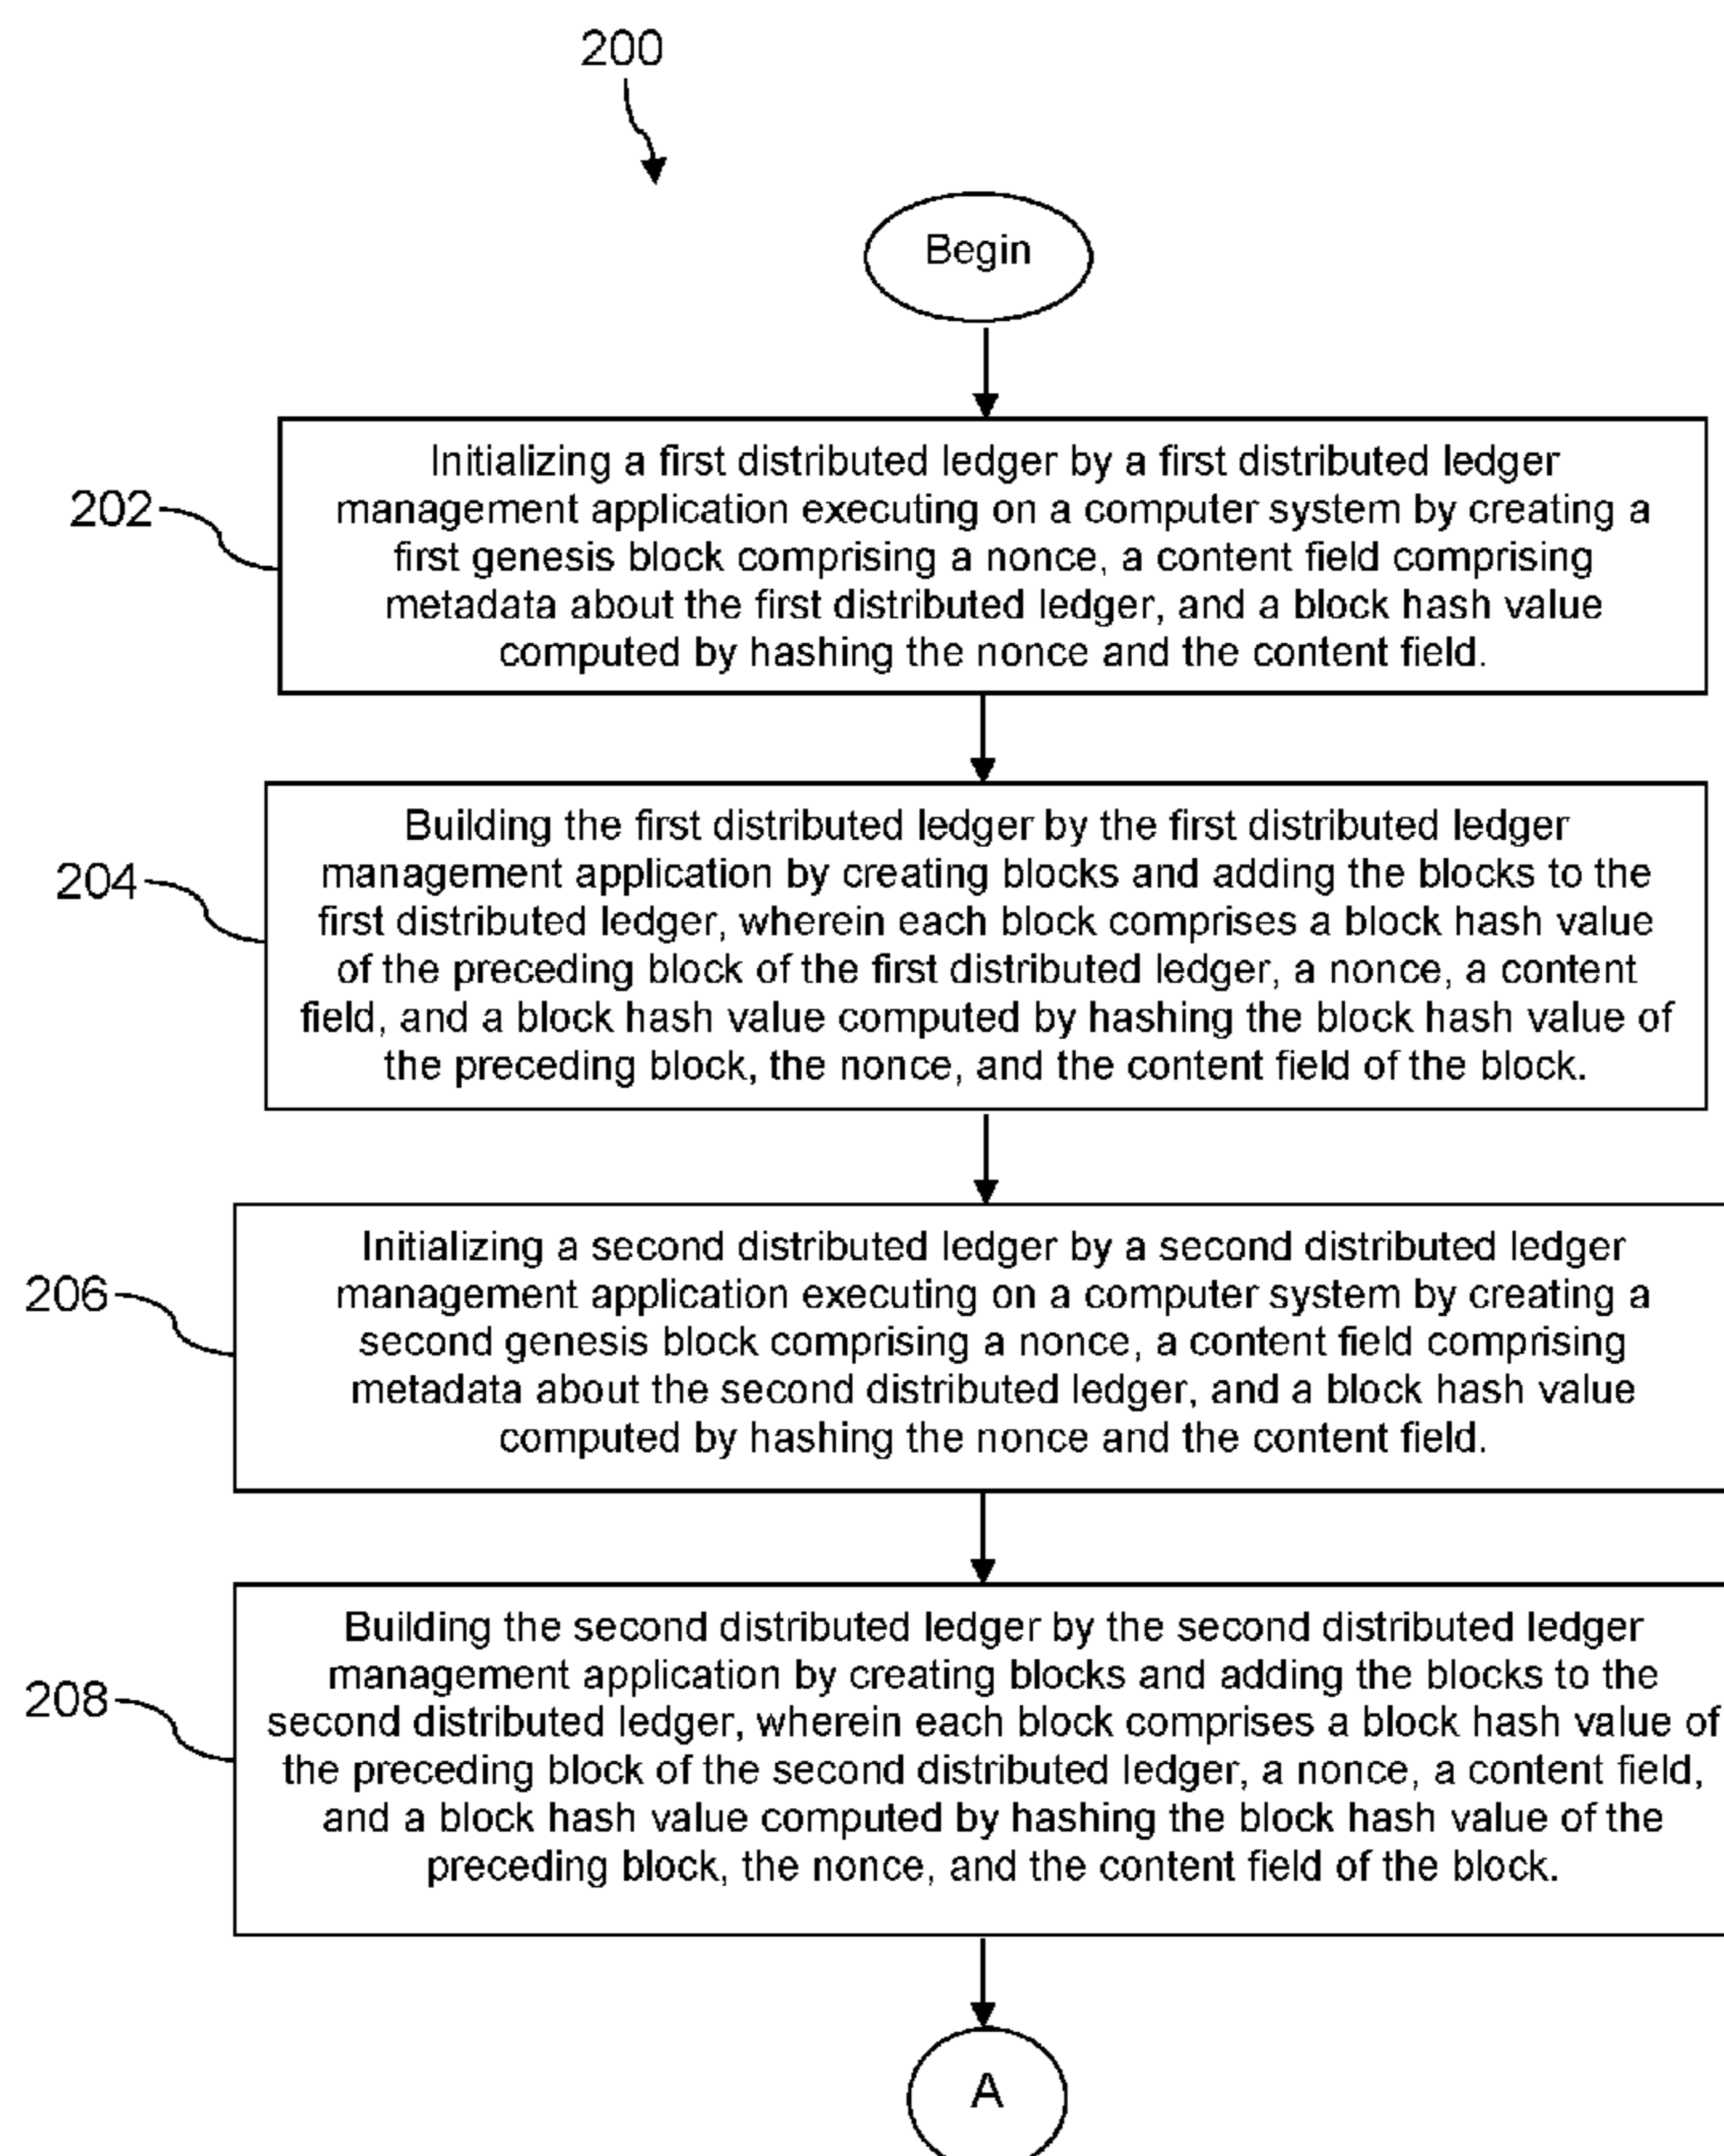 200
Begin
202
Initializing a first distributed ledger by a first distributed ledger
management application executing on a computer system by creating a
first genesis block comprising a nonce, a content field comprising
metadata about the first distributed ledger, and a block hash value
computed by hashing the nonce and the content field.
204
Building the first distributed ledger by the first distributed ledger
management application by creating blocks and adding the blocks to the
first distributed ledger, wherein each block comprises a block hash value
of the preceding block of the first distributed ledger, a nonce, a content
field, and a block hash value computed by hashing the block hash value of
the preceding block, the nonce, and the content field of the block.
206
Initializing a second distributed ledger by a second distributed ledger
management application executing on a computer system by creating a
second genesis block comprising a nonce, a content field comprising
metadata about the second distributed ledger, and a block hash value
computed by hashing the nonce and the content field.
208
Building the second distributed ledger by the second distributed ledger
management application by creating blocks and adding the blocks to the
second distributed ledger, wherein each block comprises a block hash value of
the preceding block of the second distributed ledger, a nonce, a content field,
and a block hash value computed by hashing the block hash value of the
preceding block, the nonce, and the content field of the block.
A